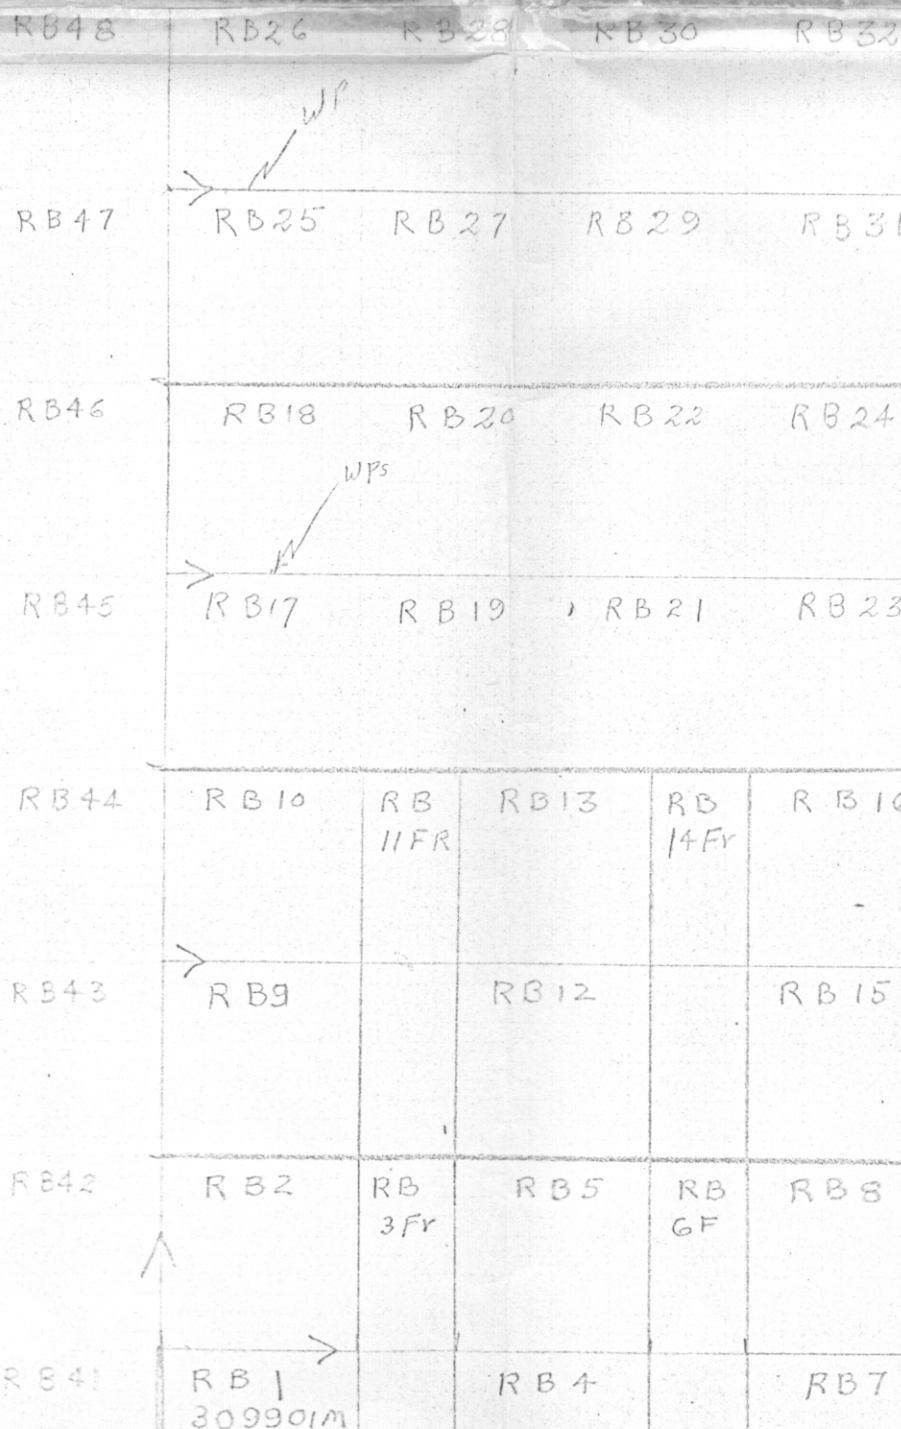 RB48 RB26 RB28 RB30 RB32
WP
RB47 RB25 RB27 RB29 RB31
RB46 RB18 RB20 RB22 RB24
WPs
RB45 RB17 RB19 RB21 RB23
RB44 RB10 RB RB13 RB RB16
11FR 14Fr
RB43 RB9 RB12 RB15
RB42 RB2 RB RB5 RB RB8
3Fr 6F
RB41 RB1 RB4 RB7
309901M